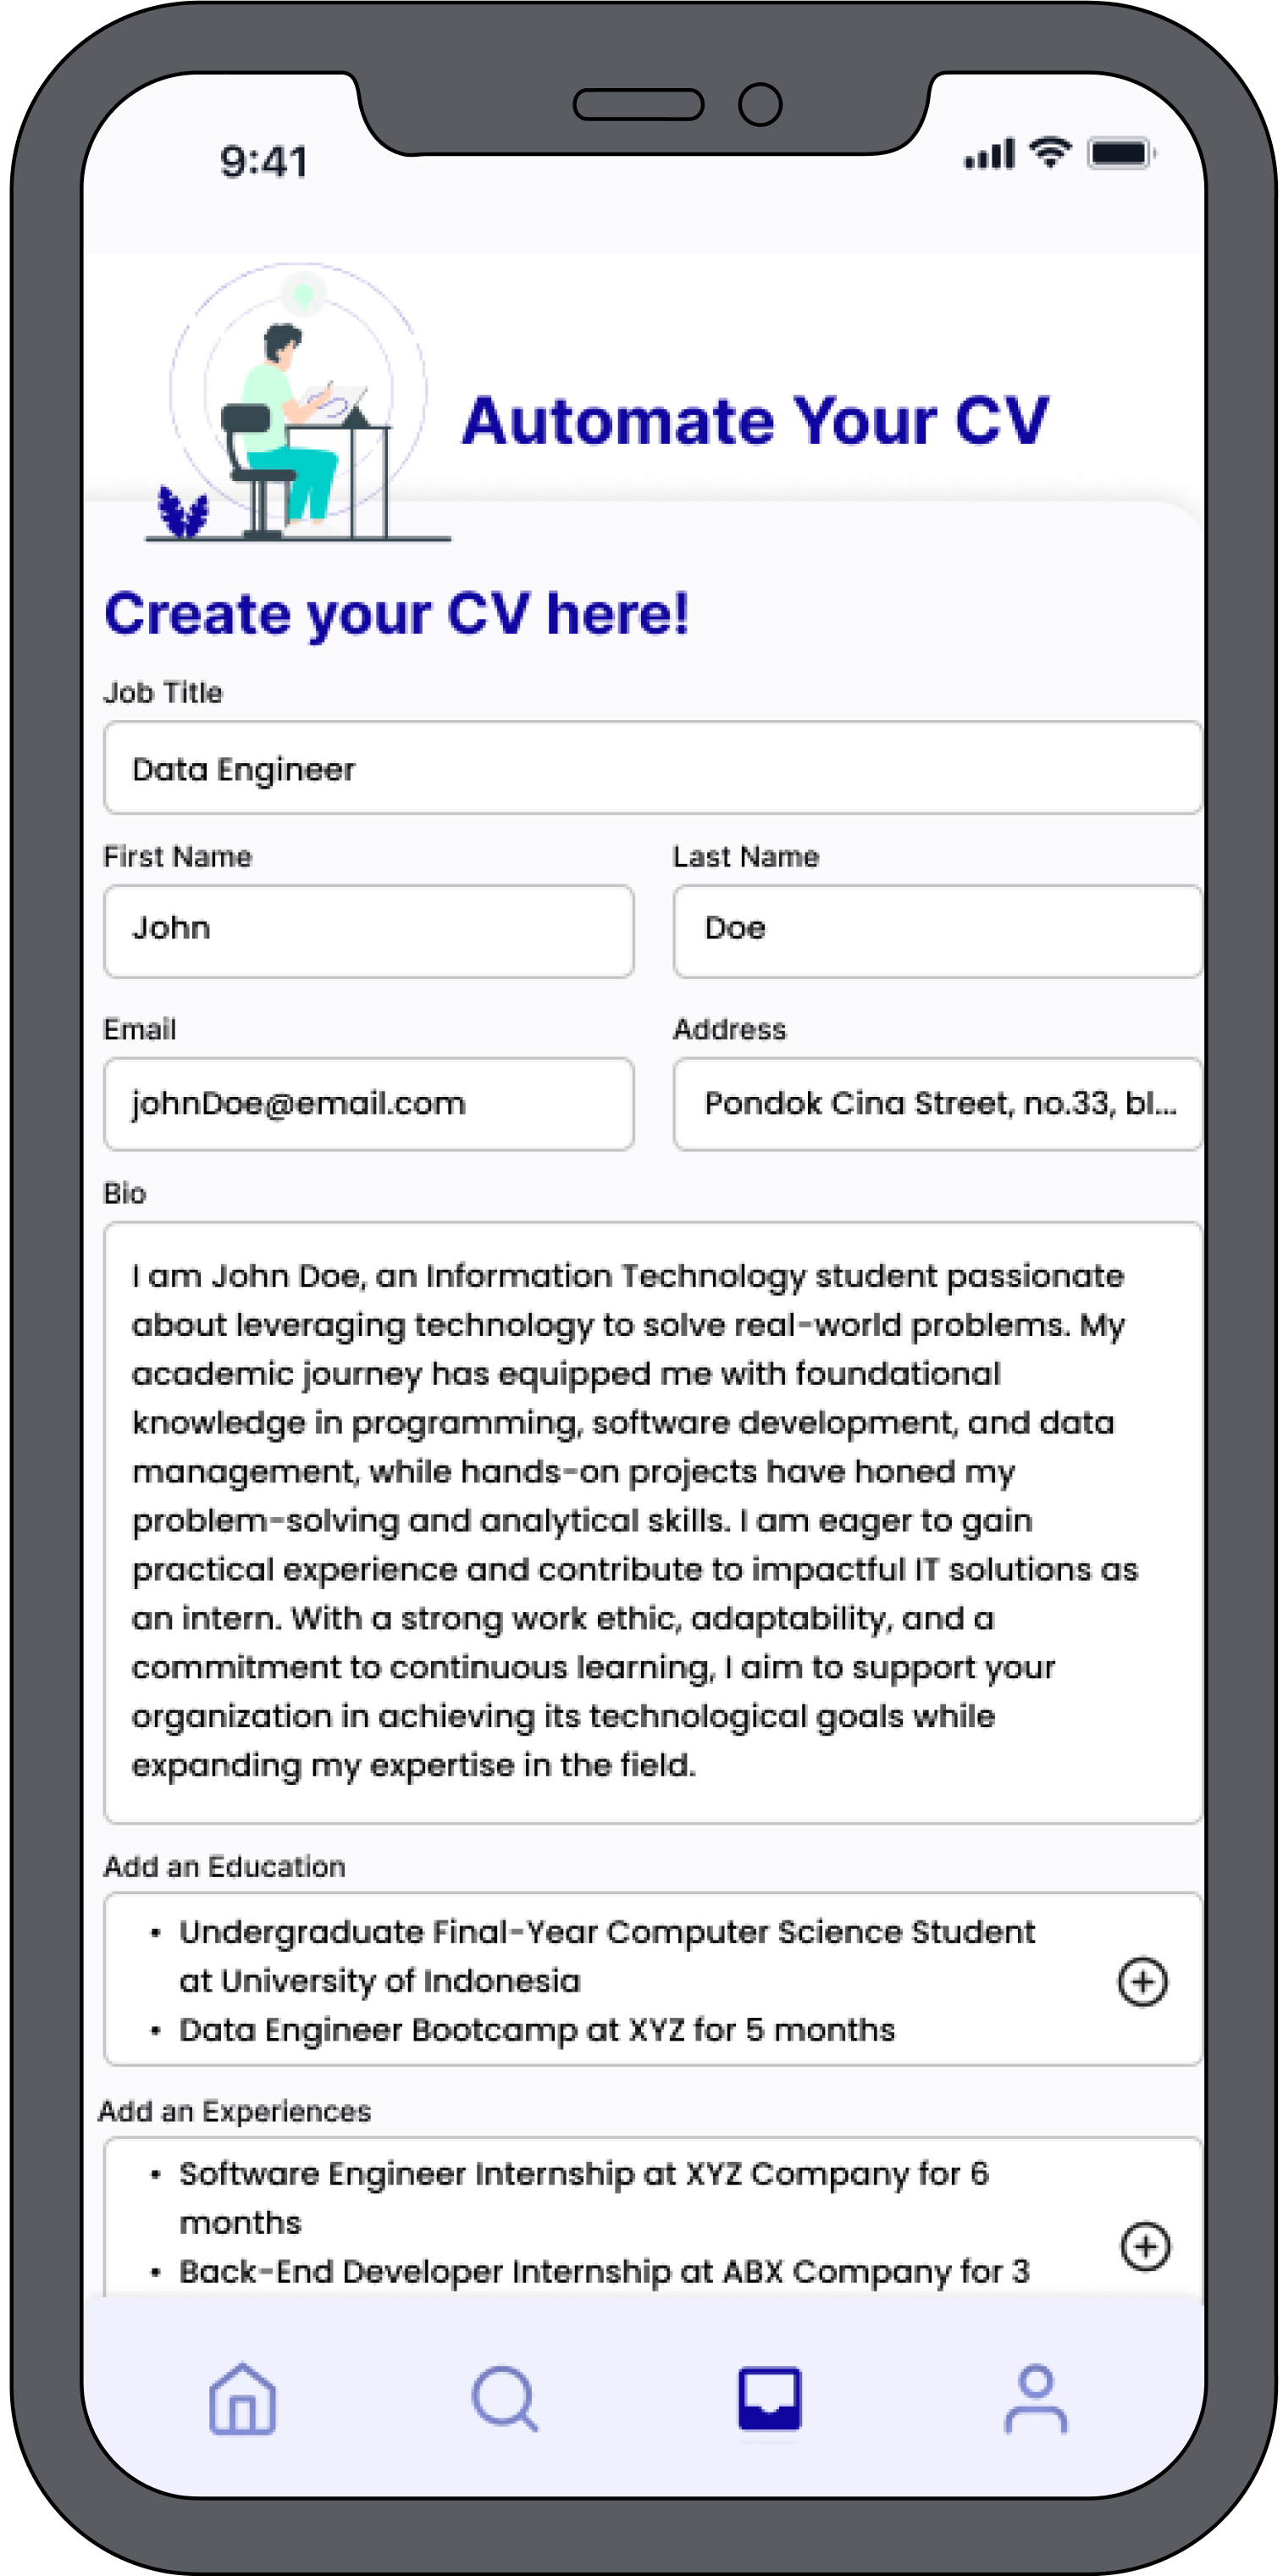 9:41
Automate Your CV
Create your CV here!
Job Title
Data Engineer
First Name
Last Name
John
Doe
Email
Address
johnDoe@email.com
Pondok Cina Street, no.33, bl...
Bio
I am John Doe, an Information Technology student passionate
about leveraging technology to solve real-world problems. My
academic journey has equipped me with foundational
knowledge in programming, software development, and data
management, while hands-on projects have honed my
problem-solving and analytical skills. I am eager to gain
practical experience and contribute to impactful IT solutions as
an intern. With a strong work ethic, adaptability, and a
commitment to continuous learning, I aim to support your
organization in achieving its technological goals while
expanding my expertise in the field.
Add an Education
• Undergraduate Final-Year Computer Science Student
at University of Indonesia
• Data Engineer Bootcamp at XYZ for 5 months
Add an Experiences
• Software Engineer Internship at XYZ Company for 6
months
• Back-End Developer Internship at ABX Company for 3